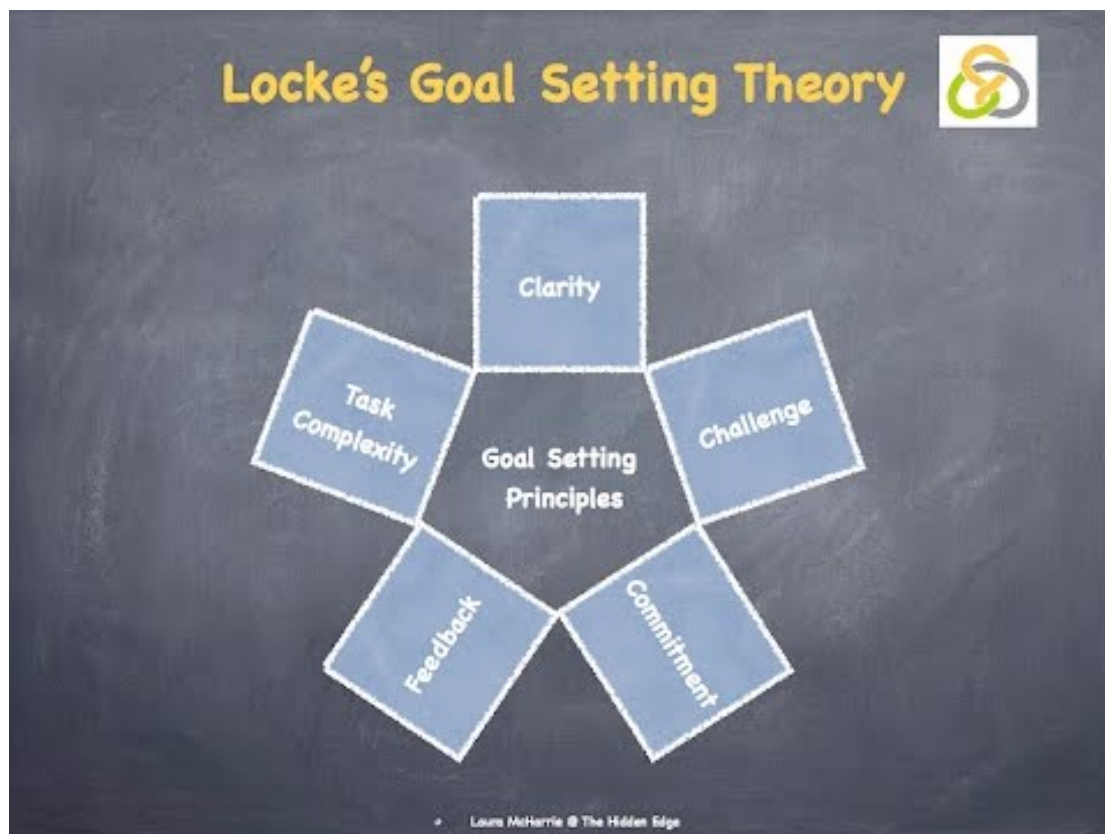 Locke's Goal Setting Theory
Clarity
Challenge
Commitment
Feedback
Task
Complexity
Goal Setting
Principles
Laura McHarrie @ The Hidden Edge